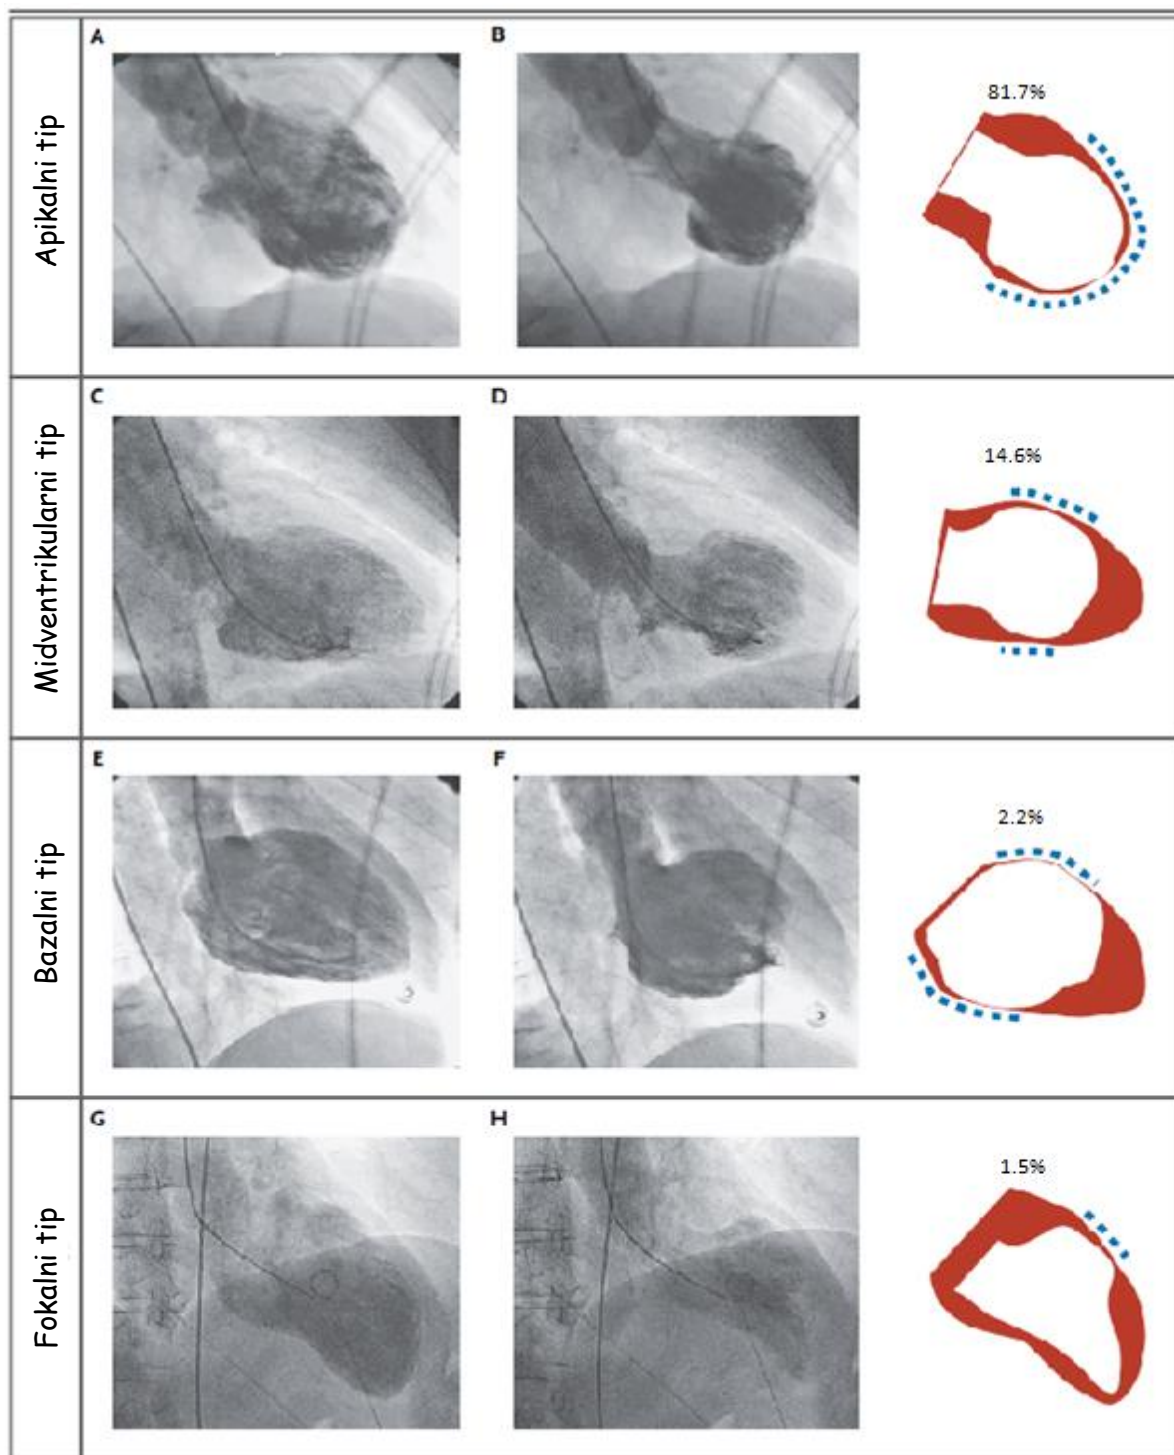 A
B
81.7%
Apikalni tip
C
D
14.6%
Midventrikularni tip
E
F
2.2%
Bazalni tip
G
H
1.5%
Fokalni tip